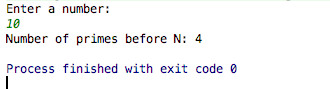 Enter a number:
10
Number of primes before N: 4
Process finished with exit code 0